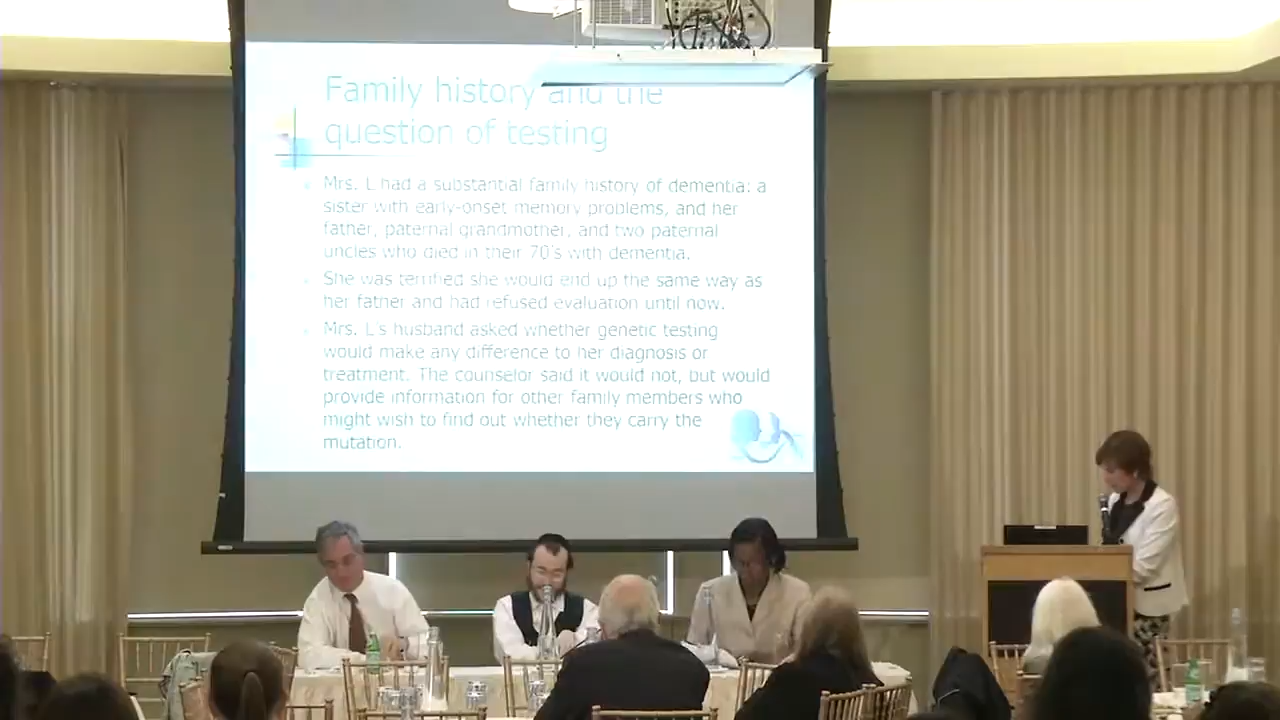 Family history and the
question of testing
Mrs. L had a substantial family history of dementia: a
sister with early-onset memory problems, and her
father, paternal grandmother, and two paternal
uncles who died in their 70's with dementia.
She was terrified she would end up the same way as
her father and had refused evaluation until now.
Mrs. L's husband asked whether genetic testing
would make any difference to her diagnosis or
treatment. The counselor said it would not, but would
provide information for other family members who
might wish to find out whether they carry the
mutation.